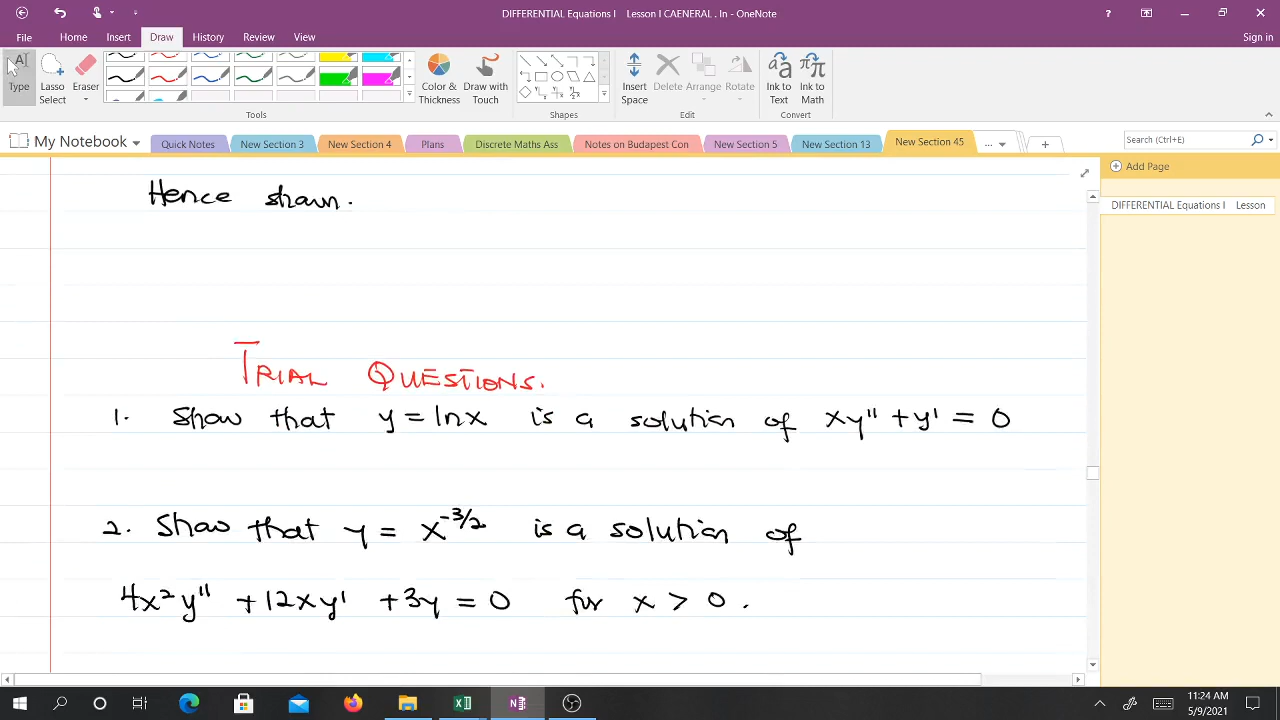 DIFFERENTIAL Equations I Lesson I CAENERAL . In - OneNote
File Home Insert Draw History Review View Sign in
Type Lasso Select Eraser Color & Thickness Draw with Touch Insert Space Delete Arrange Rotate Ink to Text Ink to Math
Tools Shapes Edit Convert
My Notebook Quick Notes New Section 3 New Section 4 Plans Discrete Maths Ass Notes on Budapest Con New Section 5 New Section 13 New Section 45 ... Search (Ctrl+E)
Add Page
DIFFERENTIAL Equations I Lesson
Hence shown.
TRIAL QUESTIONS.
1. Show that y = lnx is a solution of xy'' + y' = 0
2. Show that y = x^-3/2 is a solution of
4x²y'' + 12xy' + 3y = 0 for x > 0 .
11:24 AM
5/9/2021